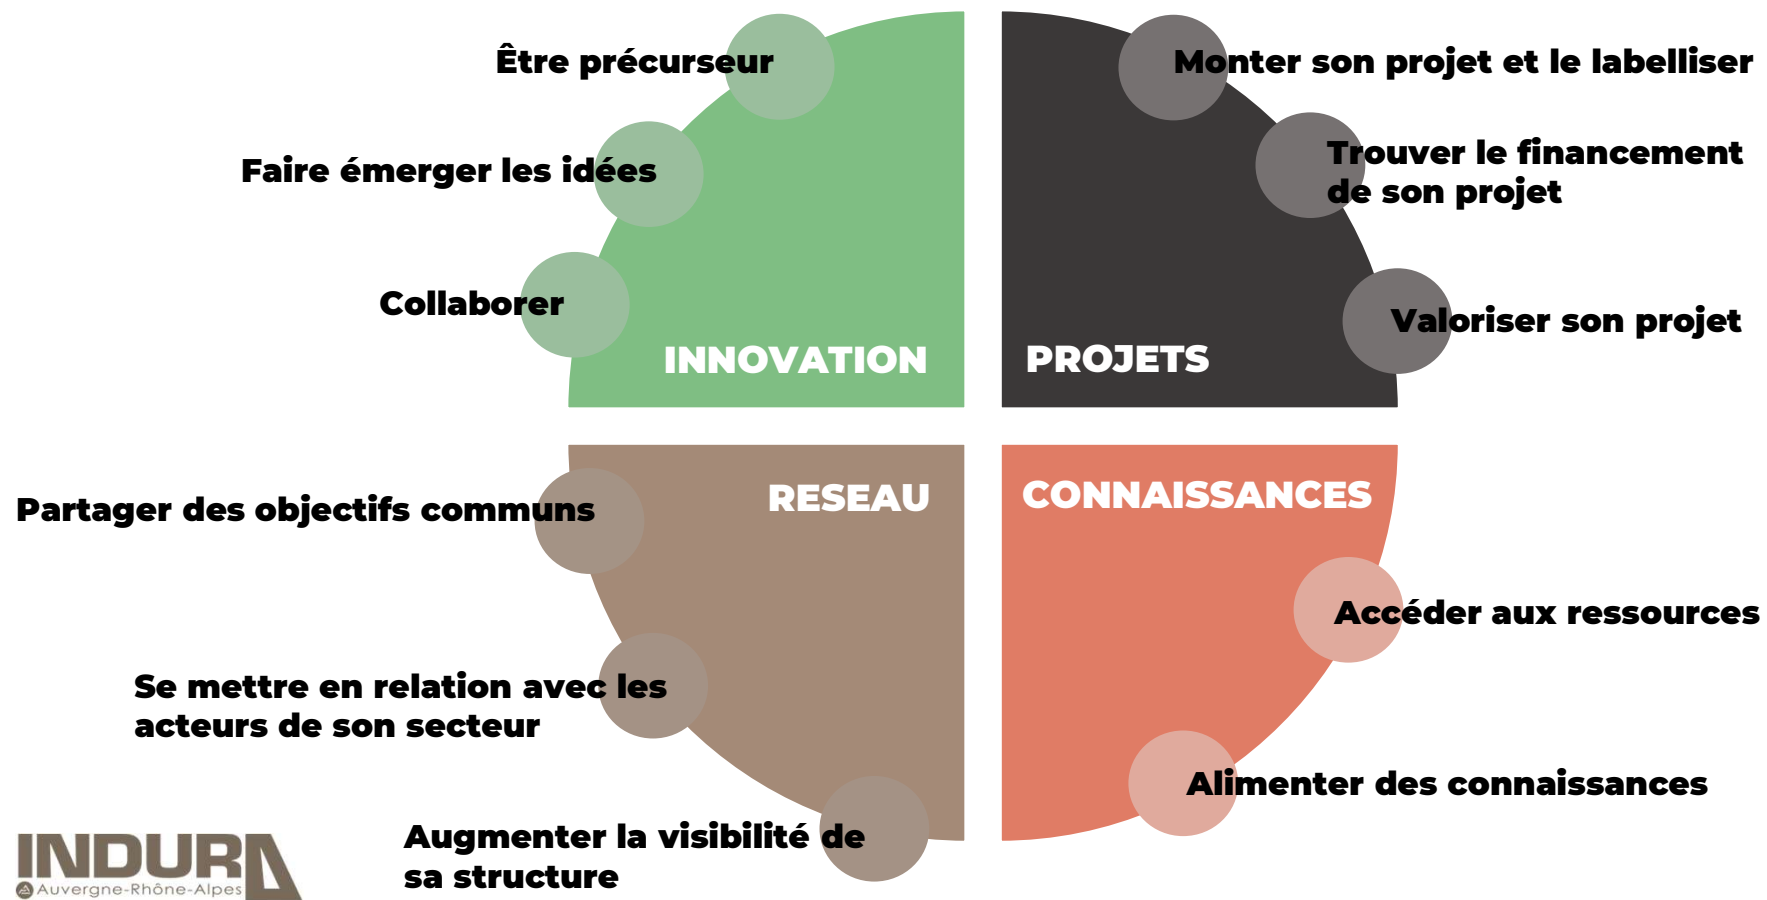 Être précurseur
Faire émerger les idées
Collaborer
INNOVATION
Monter son projet et le labelliser
Trouver le financement
de son projet
Valoriser son projet
PROJETS
RESEAU
Partager des objectifs communs
Se mettre en relation avec les
acteurs de son secteur
Augmenter la visibilité de
sa structure
CONNAISSANCES
Accéder aux ressources
Alimenter des connaissances
INDURA
Auvergne-Rhône-Alpes